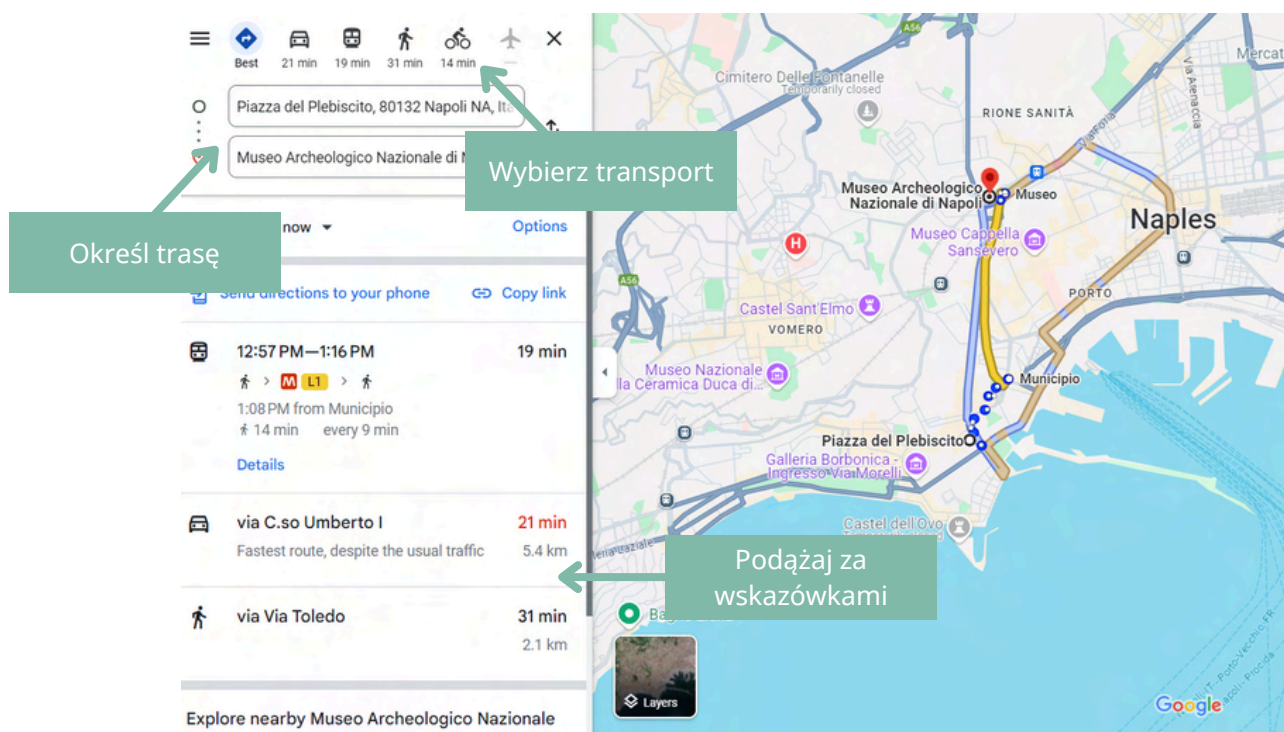 Best
21 min
19 min
31 min
14 min
Piazza del Plebiscito, 80132 Napoli NA, Ita
Museo Archeologico Nazionale di N
Wybierz transport
Określ trasę
now
Options
Send directions to your phone
Copy link
12:57 PM—1:16 PM
19 min
M L1
1:08 PM from Municipio
14 min every 9 min
Details
via C.so Umberto I
21 min
Fastest route, despite the usual traffic
5.4 km
via Via Toledo
31 min
2.1 km
Explore nearby Museo Archeologico Nazionale
Podążaj za
wskazówkami
A56
Mercat
Via Arenaccia
Cimitero Delle Fontanelle
Temporarily closed
RIONE SANITÀ
Via Foria
Museo Archeologico
Nazionale di Napoli
Museo
Naples
Museo Cappella
Sansevero
H
A56
PORTO
Castel Sant'Elmo
VOMERO
Museo Nazionale
la Ceramica Duca di...
Municipio
Piazza del Plebiscito
Galleria Borbonica -
Ingresso Via Morelli
Castel dell'Ovo
Layers
Google